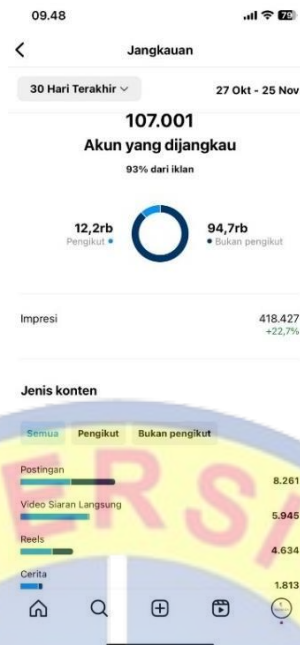 09.48
79
Jangkauan
30 Hari Terakhir
27 Okt - 25 Nov
107.001
Akun yang dijangkau
93% dari iklan
12,2rb
Pengikut
94,7rb
Bukan pengikut
Impresi
418.427
+22,7%
Jenis konten
Semua Pengikut Bukan pengikut
Postingan
8.261
Video Siaran Langsung
5.945
Reels
4.634
Cerita
1.813
ERS